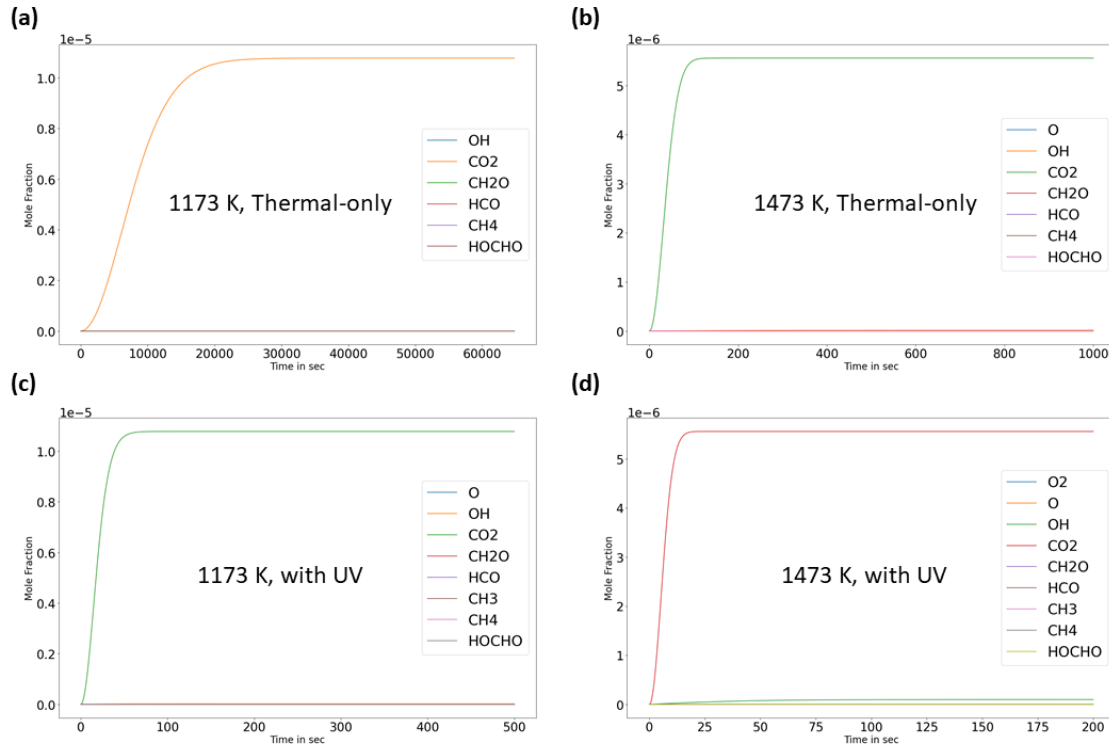 (a)
1e−5
1.0
0.8
0.6
0.4
0.2
0.0
Mole Fraction
0 10000 20000 30000 40000 50000 60000
Time in sec
1173 K, Thermal-only
OH
CO2
CH2O
HCO
CH4
HOCHO
(b)
1e−6
5
4
3
2
1
0
Mole Fraction
0 200 400 600 800 1000
Time in sec
1473 K, Thermal-only
O
OH
CO2
CH2O
HCO
CH4
HOCHO
(c)
1e−5
1.0
0.8
0.6
0.4
0.2
0.0
Mole Fraction
0 100 200 300 400 500
Time in sec
1173 K, with UV
O
OH
CO2
CH2O
HCO
CH3
CH4
HOCHO
(d)
1e−6
5
4
3
2
1
0
Mole Fraction
0 25 50 75 100 125 150 175 200
Time in sec
1473 K, with UV
O2
O
OH
CO2
CH2O
HCO
CH3
CH4
HOCHO